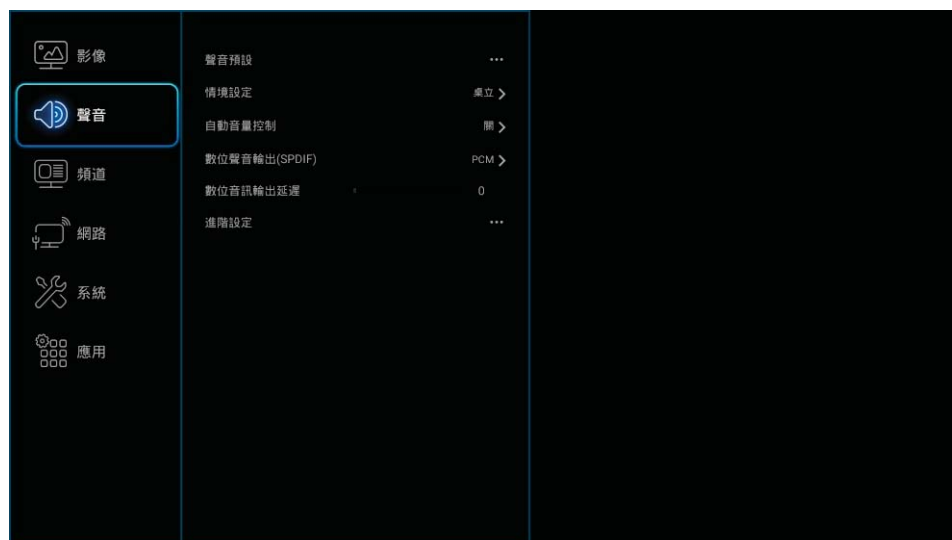 影像
聲音
頻道
網路
系統
應用
聲音預設 ...
情境設定 桌立
自動音量控制 關
數位聲音輸出(SPDIF) PCM
數位音訊輸出延遲 0
進階設定 ...